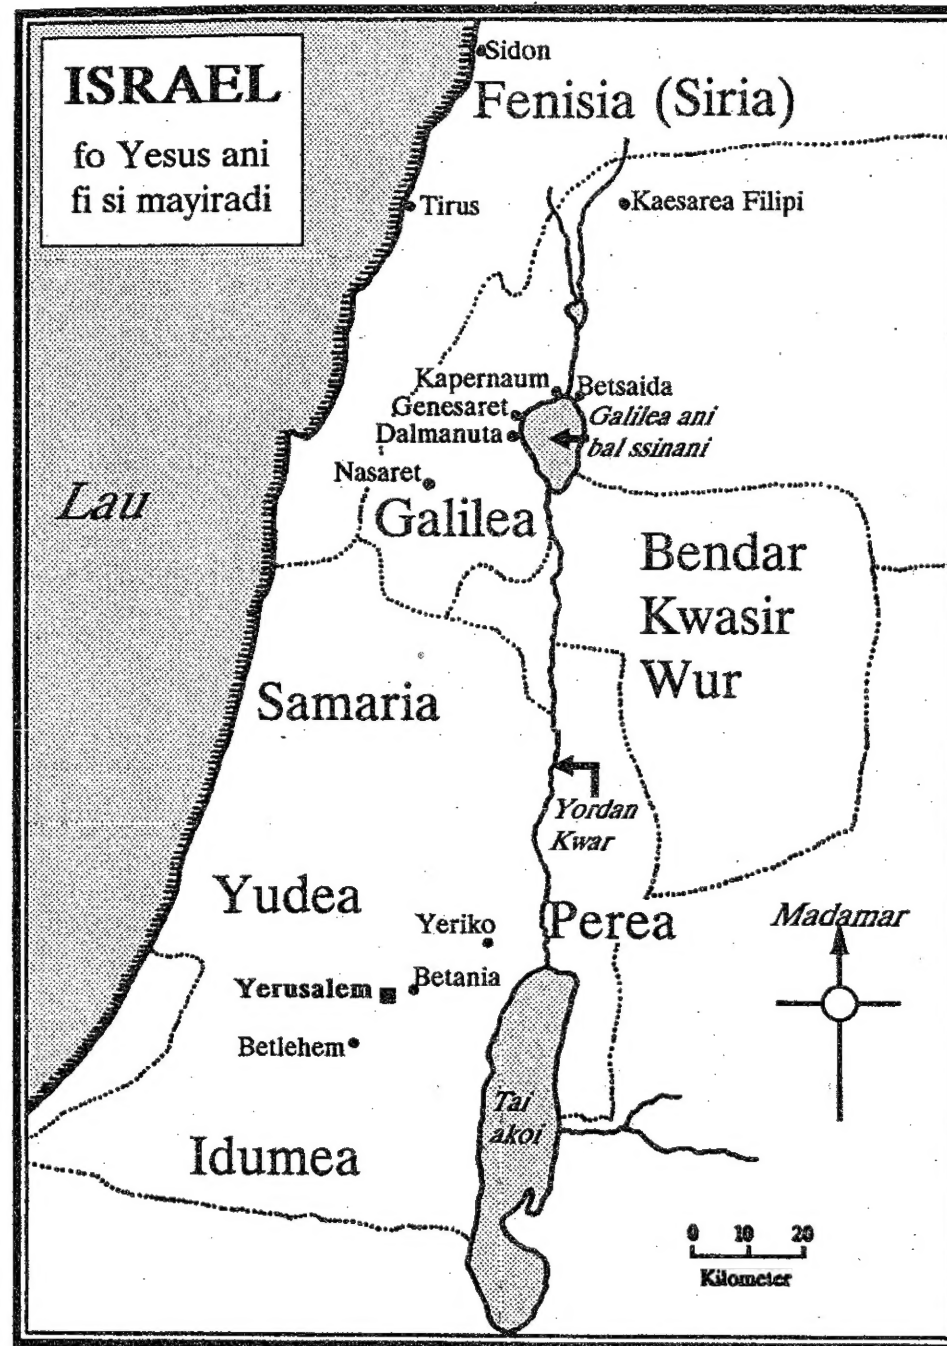 ISRAEL
fo Yesus ani
fi si mayiradi
Sidon
Fenisia (Siria)
Tirus
Kaesarea Filipi
Kapernaum
Betsaida
Genesaret
Galilea ani
Dalmanuta
bal ssinani
Nasaret
Lau
Galilea
Bendar
Kwasir
Wur
Samaria
Yordan
Kwar
Yudea
Yeriko
Perea
Madamar
Yerusalem
Betania
Betlehem
Tai
akoi
Idumea
0 10 20
Kilometer